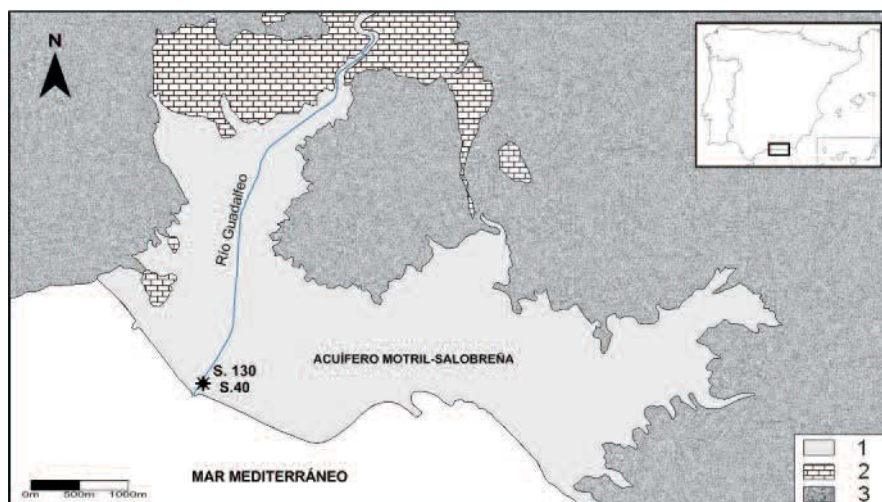 N
Río Guadalfeo
ACUÍFERO MOTRIL-SALOBREÑA
S. 130
S.40
MAR MEDITERRÁNEO
0m 500m 1000m
1
2
3